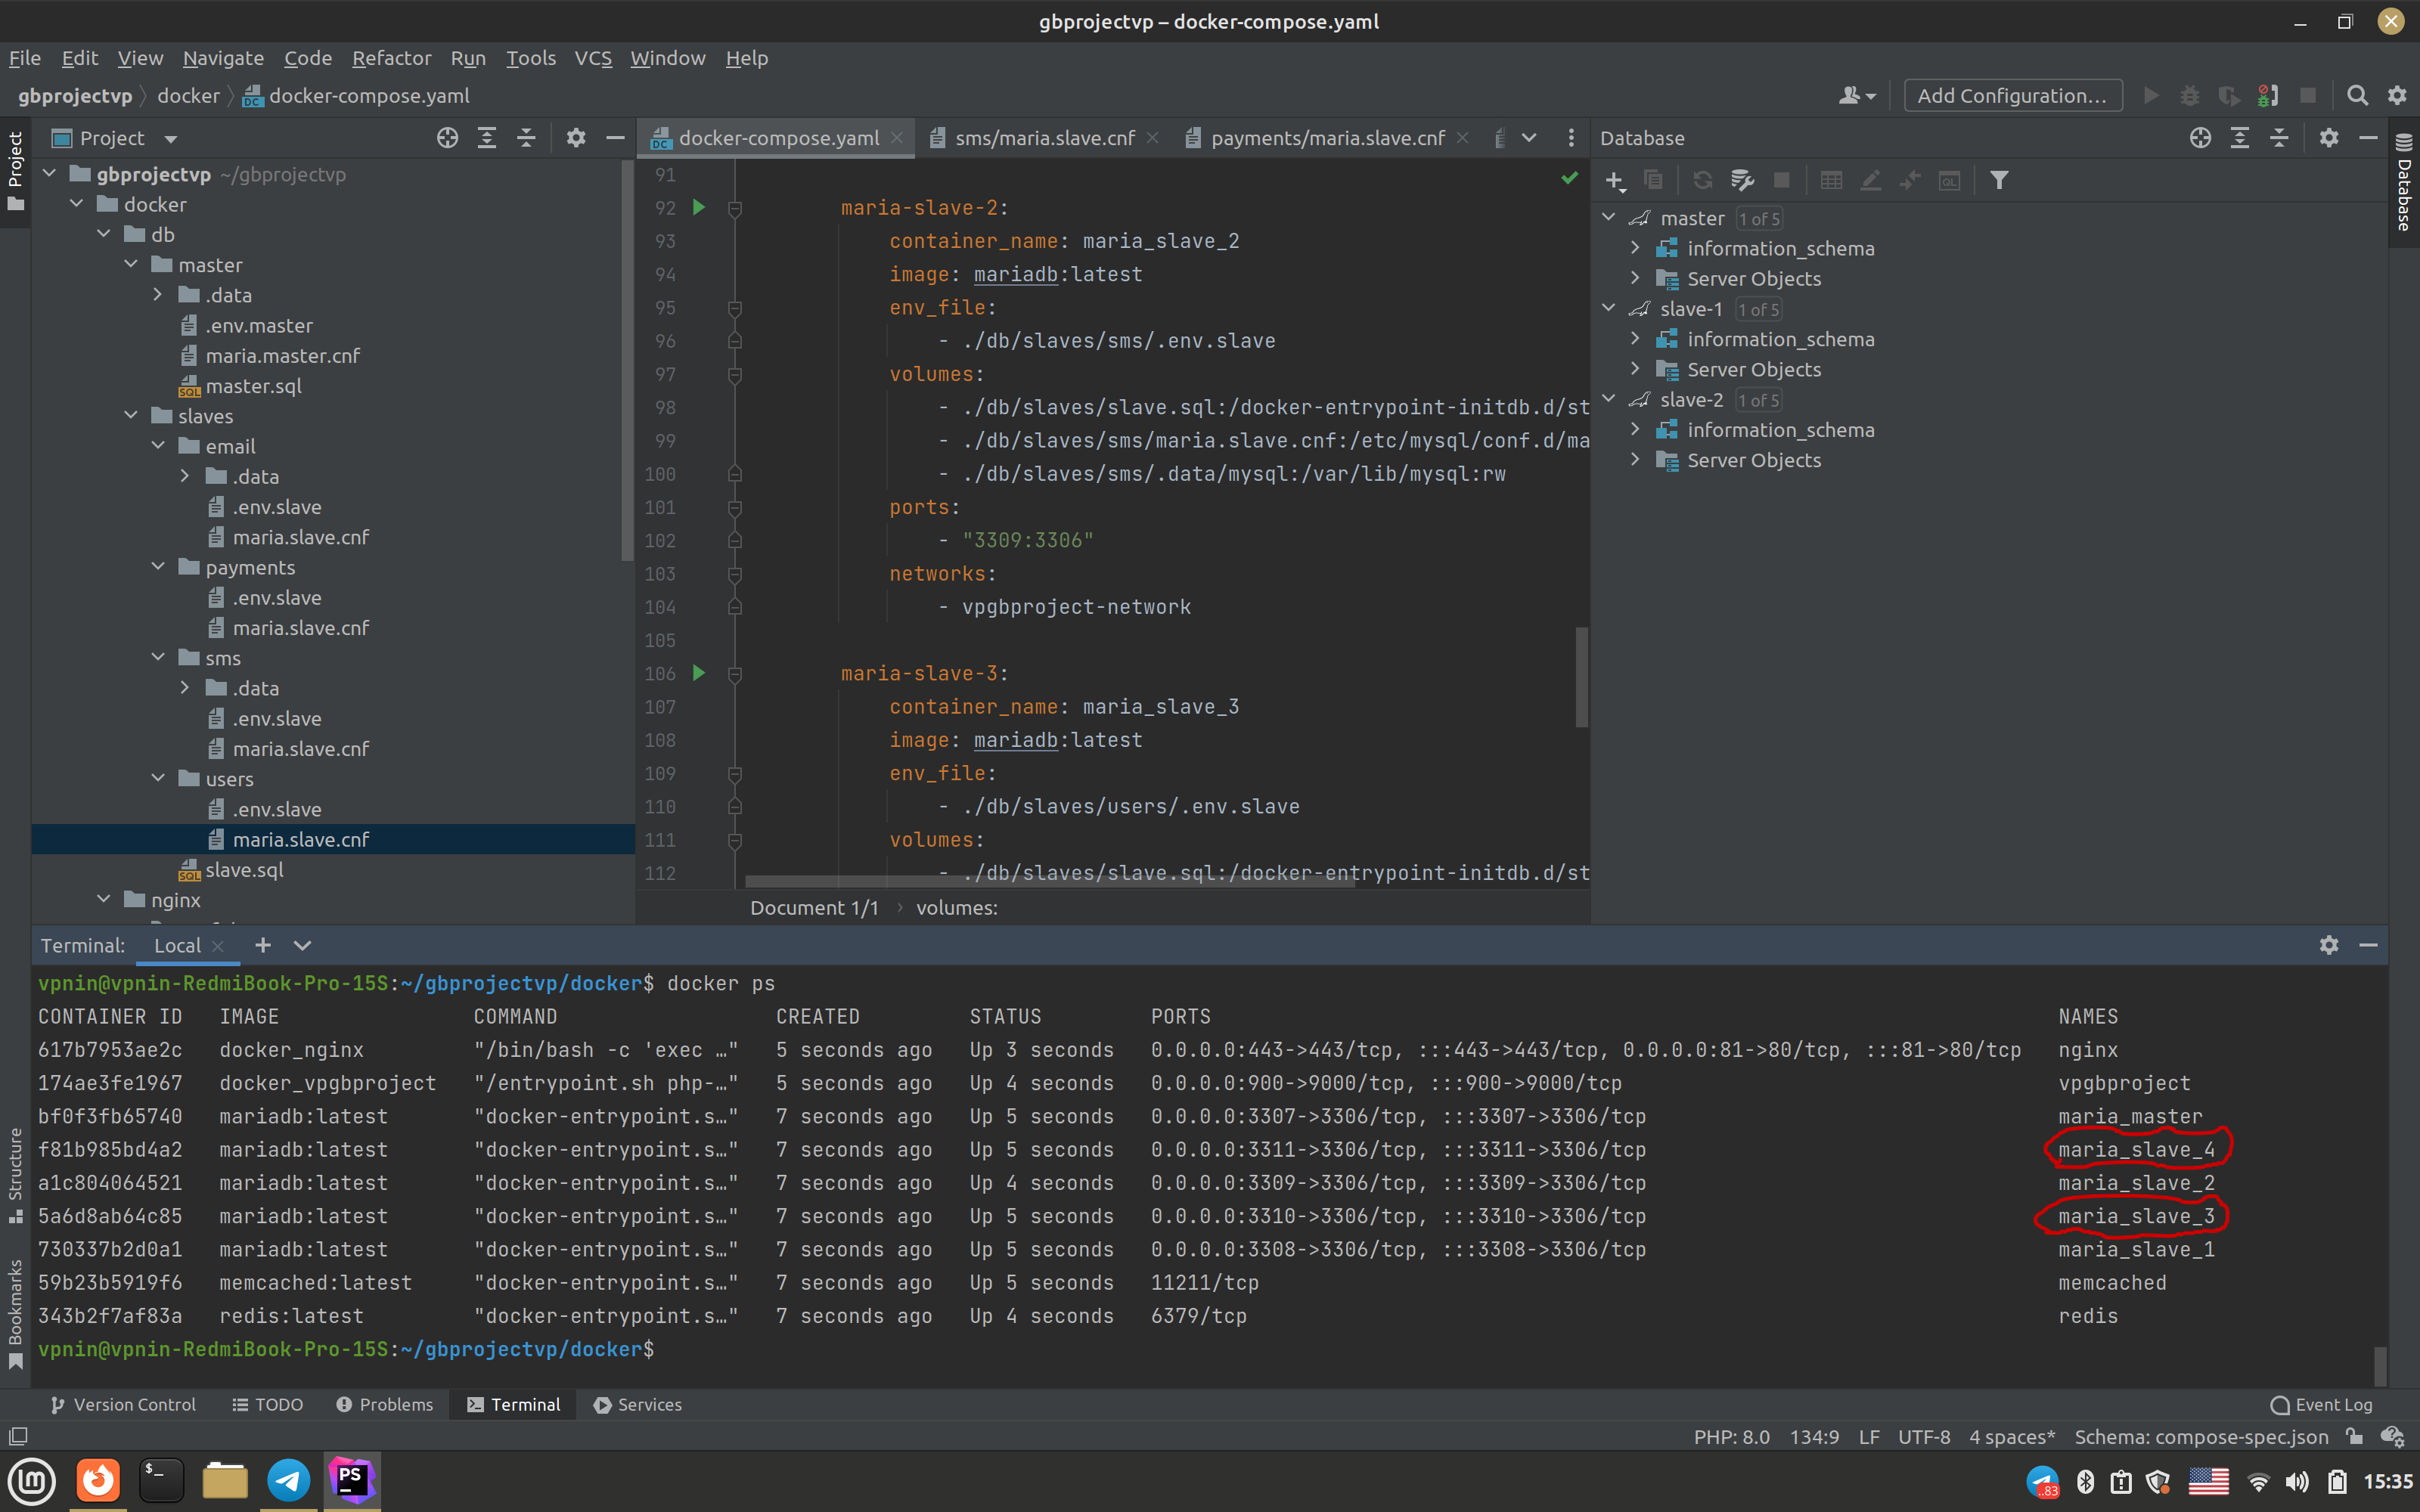 gbprojectvp – docker-compose.yaml
File Edit View Navigate Code Refactor Run Tools VCS Window Help
gbprojectvp docker docker-compose.yaml Add Configuration...
Project
Project
docker-compose.yaml
sms/maria.slave.cnf
payments/maria.slave.cnf
Database
Database
gbprojectvp ~/gbprojectvp
docker
db
master
.data
.env.master
maria.master.cnf
master.sql
slaves
email
.data
.env.slave
maria.slave.cnf
payments
.env.slave
maria.slave.cnf
sms
.data
.env.slave
maria.slave.cnf
users
.env.slave
maria.slave.cnf
slave.sql
nginx
91
92 maria-slave-2:
93 container_name: maria_slave_2
94 image: mariadb:latest
95 env_file:
96 - ./db/slaves/sms/.env.slave
97 volumes:
98 - ./db/slaves/slave.sql:/docker-entrypoint-initdb.d/st
99 - ./db/slaves/sms/maria.slave.cnf:/etc/mysql/conf.d/ma
100 - ./db/slaves/sms/.data/mysql:/var/lib/mysql:rw
101 ports:
102 - "3309:3306"
103 networks:
104 - vpgbproject-network
105
106 maria-slave-3:
107 container_name: maria_slave_3
108 image: mariadb:latest
109 env_file:
110 - ./db/slaves/users/.env.slave
111 volumes:
112 - ./db/slaves/slave.sql:/docker-entrypoint-initdb.d/st
Document 1/1 › volumes:
master 1 of 5
information_schema
Server Objects
slave-1 1 of 5
information_schema
Server Objects
slave-2 1 of 5
information_schema
Server Objects
Terminal: Local
vpnin@vpnin-RedmiBook-Pro-15S:~/gbprojectvp/docker$ docker ps
CONTAINER ID IMAGE COMMAND CREATED STATUS PORTS NAMES
617b7953ae2c docker_nginx "/bin/bash -c 'exec …" 5 seconds ago Up 3 seconds 0.0.0.0:443->443/tcp, :::443->443/tcp, 0.0.0.0:81->80/tcp, :::81->80/tcp nginx
174ae3fe1967 docker_vpgbproject "/entrypoint.sh php-…" 5 seconds ago Up 4 seconds 0.0.0.0:900->9000/tcp, :::900->9000/tcp vpgbproject
bf0f3fb65740 mariadb:latest "docker-entrypoint.s…" 7 seconds ago Up 5 seconds 0.0.0.0:3307->3306/tcp, :::3307->3306/tcp maria_master
f81b985bd4a2 mariadb:latest "docker-entrypoint.s…" 7 seconds ago Up 5 seconds 0.0.0.0:3311->3306/tcp, :::3311->3306/tcp maria_slave_4
a1c804064521 mariadb:latest "docker-entrypoint.s…" 7 seconds ago Up 4 seconds 0.0.0.0:3309->3306/tcp, :::3309->3306/tcp maria_slave_2
5a6d8ab64c85 mariadb:latest "docker-entrypoint.s…" 7 seconds ago Up 5 seconds 0.0.0.0:3310->3306/tcp, :::3310->3306/tcp maria_slave_3
730337b2d0a1 mariadb:latest "docker-entrypoint.s…" 7 seconds ago Up 5 seconds 0.0.0.0:3308->3306/tcp, :::3308->3306/tcp maria_slave_1
59b23b5919f6 memcached:latest "docker-entrypoint.s…" 7 seconds ago Up 5 seconds 11211/tcp memcached
343b2f7af83a redis:latest "docker-entrypoint.s…" 7 seconds ago Up 4 seconds 6379/tcp redis
vpnin@vpnin-RedmiBook-Pro-15S:~/gbprojectvp/docker$
Structure
Bookmarks
Version Control TODO Problems Terminal Services Event Log
PHP: 8.0 134:9 LF UTF-8 4 spaces* Schema: compose-spec.json
PS
..83
15:35